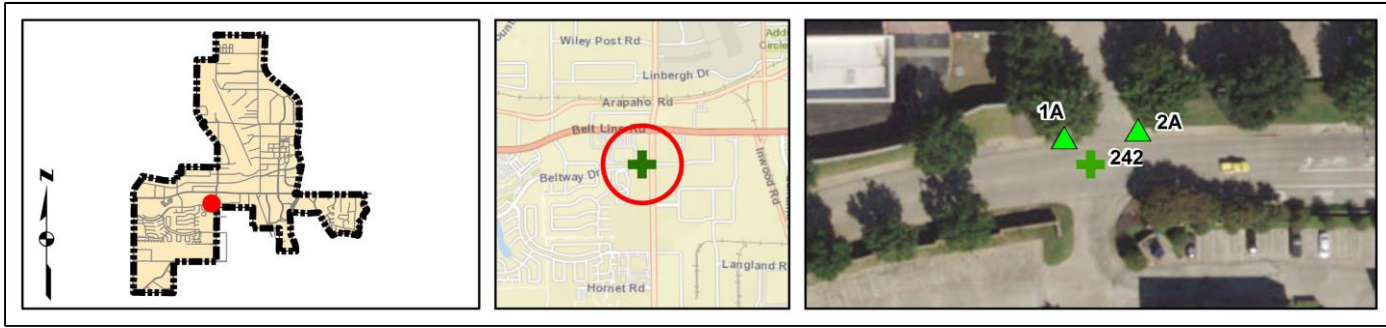 Z
Wiley Post Rd
Addi
Circle
Linbergh Dr
Arapaho Rd
Belt Line Rd
Beltway Dr
Inwood Rd
Langland R
Hornet Rd
1A
2A
242